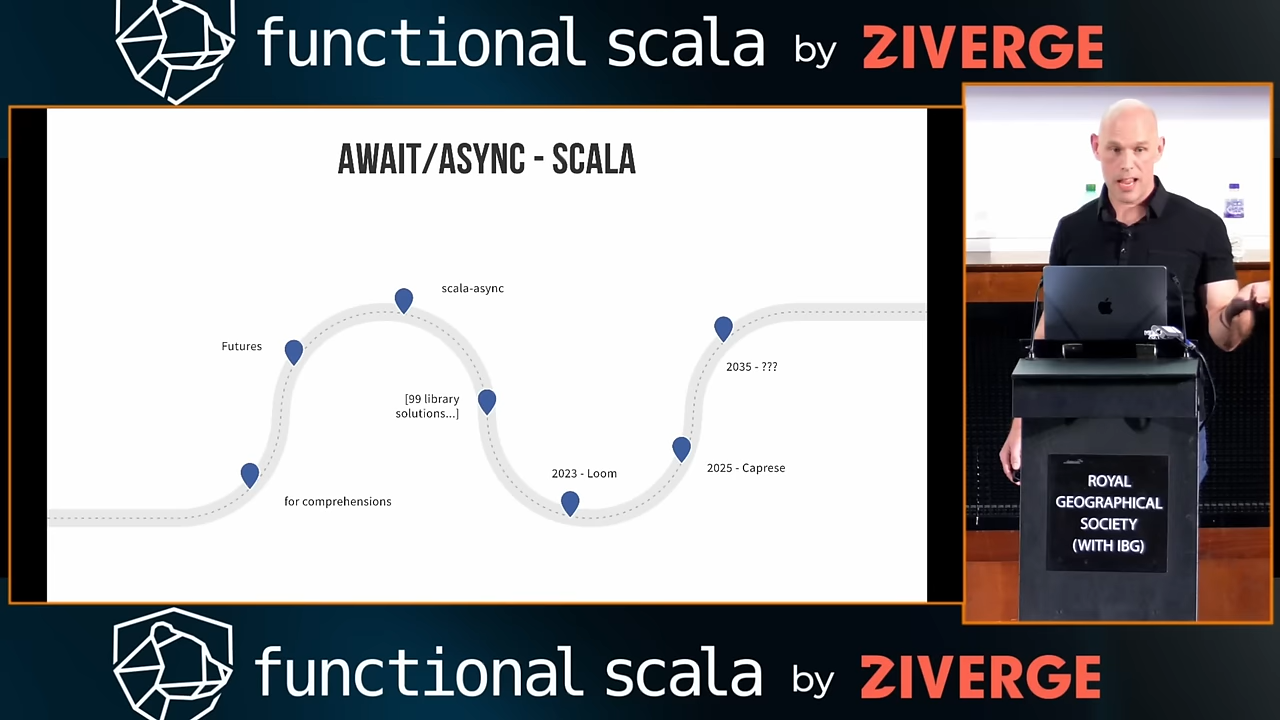 functional scala by ZIVERGE
AWAIT/ASYNC - SCALA
scala-async
Futures
2035 - ???
[99 library
solutions...]
2023 - Loom
2025 - Caprese
for comprehensions
ROYAL
GEOGRAPHICAL
SOCIETY
(WITH IBG)
functional scala by ZIVERGE